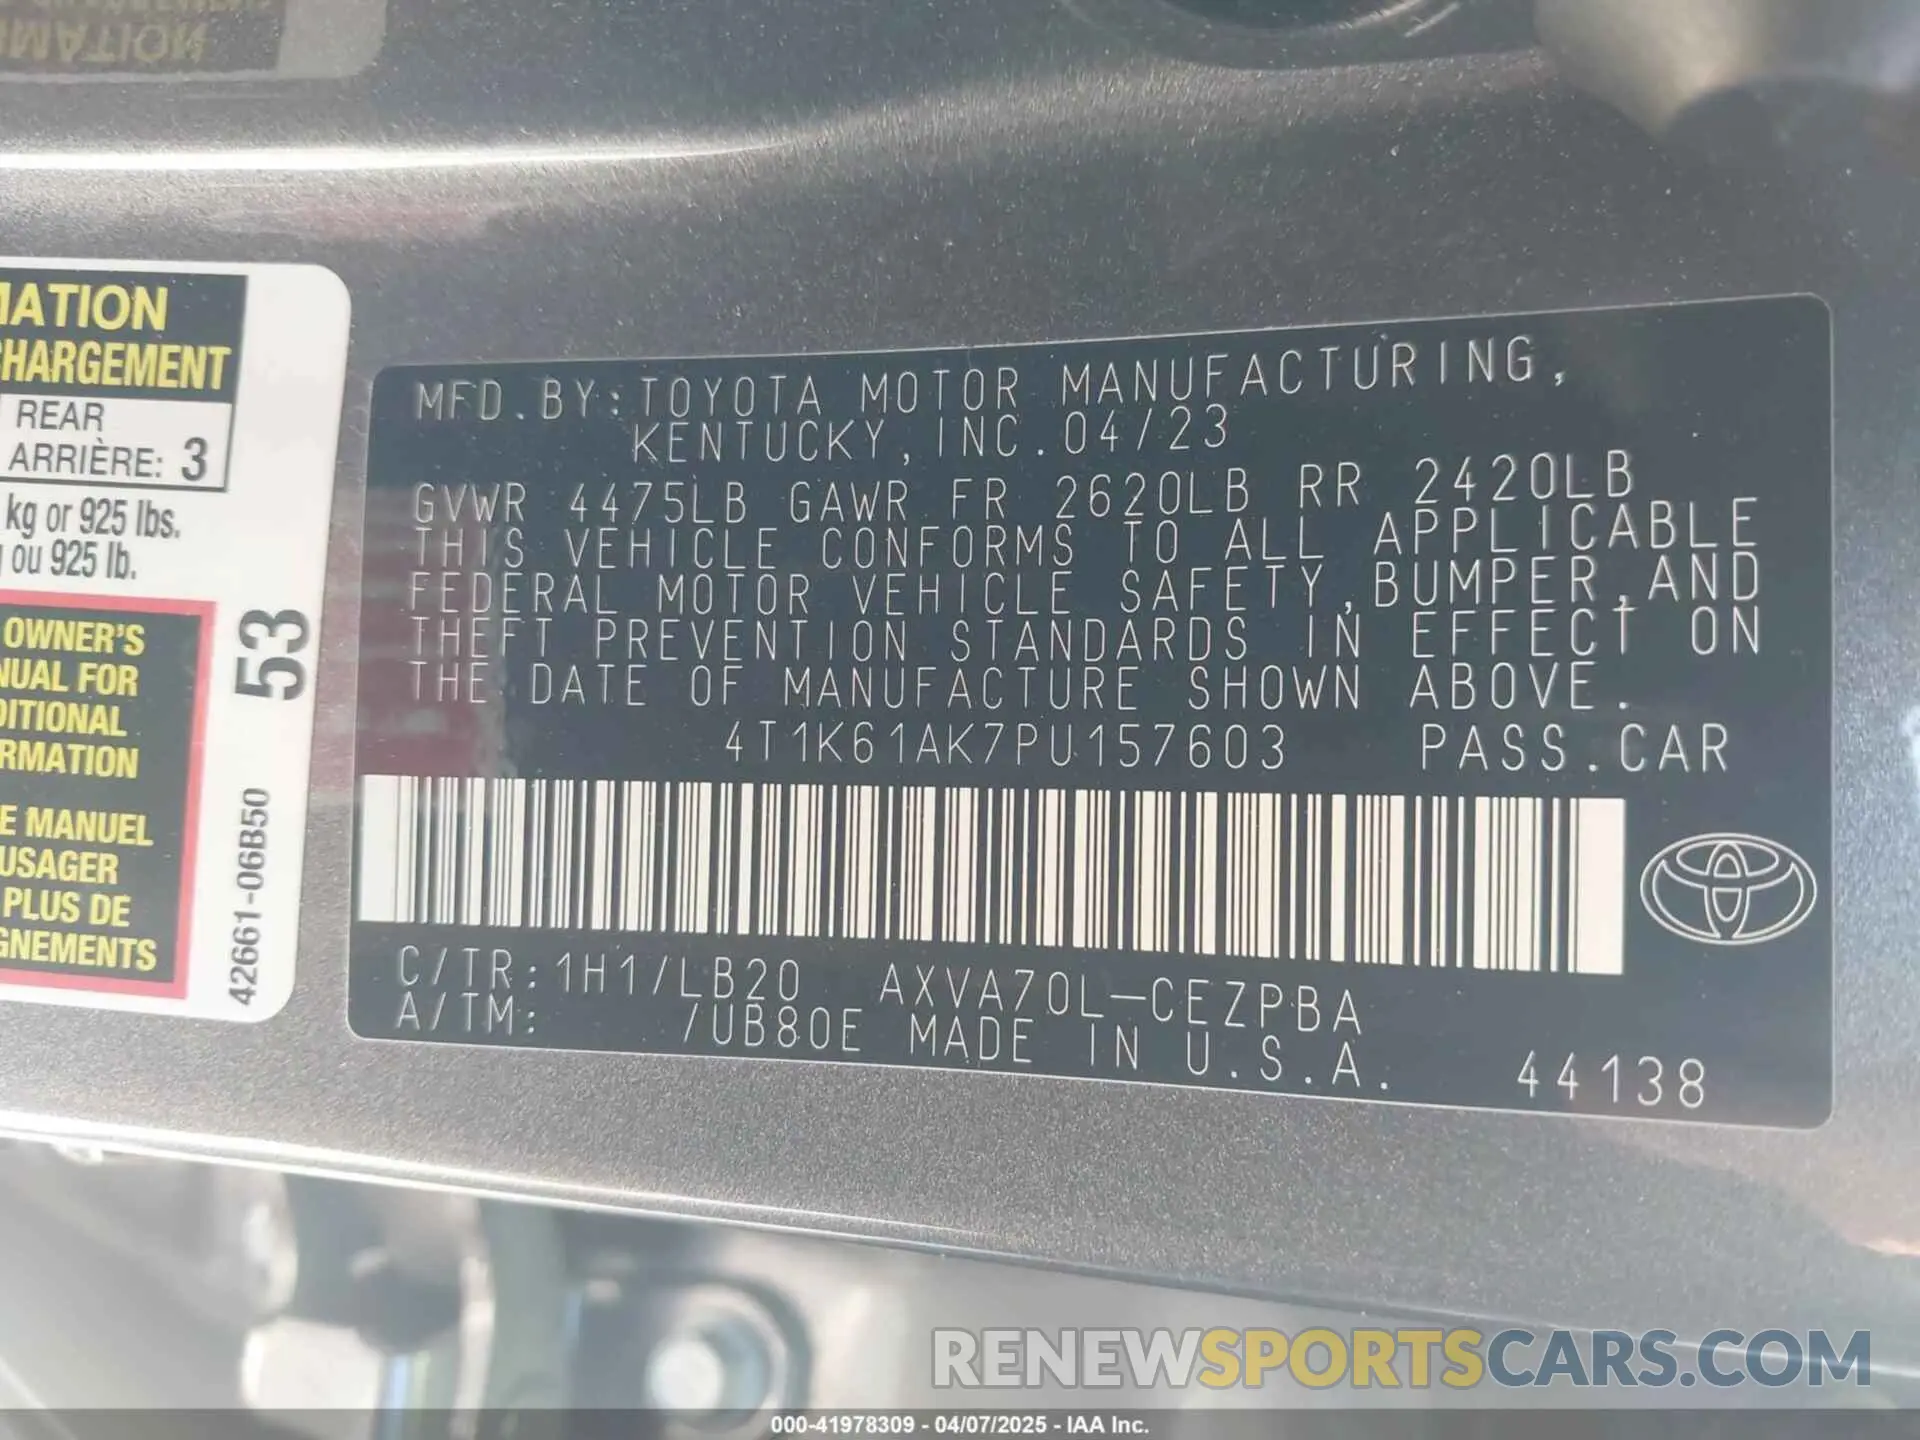 MATION
MATION
CHARGEMENT
REAR
ARRIÈRE: 3
kg or 925 lbs.
ou 925 lb.
OWNER'S
NUAL FOR
DITIONAL
RMATION
E MANUEL
USAGER
PLUS DE
GNEMENTS
53
42661-06B50
MFD.BY:TOYOTA MOTOR MANUFACTURING,
KENTUCKY,INC.04/23
GVWR 4475LB GAWR FR 2620LB RR 2420LB
THIS VEHICLE CONFORMS TO ALL APPLICABLE
FEDERAL MOTOR VEHICLE SAFETY,BUMPER,AND
THEFT PREVENTION STANDARDS IN EFFECT ON
THE DATE OF MANUFACTURE SHOWN ABOVE.
4T1K61AK7PU157603 PASS.CAR
C/TR:1H1/LB20 AXVA70L-CEZPBA
A/TM: /UB80E MADE IN U.S.A.
44138
RENEWSPORTSCARS.COM
000-41978309 - 04/07/2025 - IAA Inc.